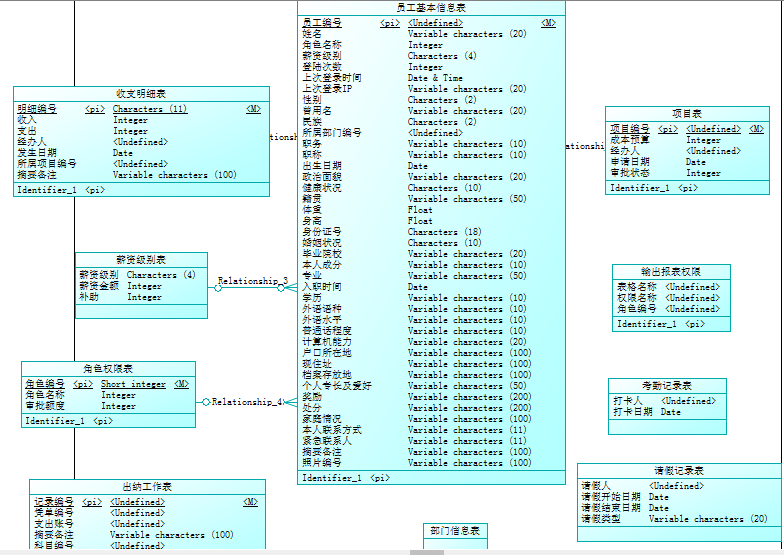 员工基本信息表
员工编号 <pi> <Undefined> <M>
姓名 Variable characters (20)
角色名称 Integer
薪资级别 Characters (4)
登陆次数 Integer
上次登录时间 Date & Time
上次登录IP Variable characters (20)
性别 Characters (2)
曾用名 Variable characters (20)
民族 Characters (2)
所属部门编号 <Undefined>
职务 Variable characters (10)
职称 Variable characters (10)
出生日期 Date
政治面貌 Variable characters (20)
健康状况 Characters (10)
籍贯 Variable characters (50)
体重 Float
身高 Float
身份证号 Characters (18)
婚姻状况 Characters (10)
毕业院校 Variable characters (20)
本人成分 Variable characters (10)
专业 Variable characters (50)
入职时间 Date
学历 Variable characters (10)
外语语种 Variable characters (10)
外语水平 Variable characters (10)
普通话程度 Variable characters (10)
计算机能力 Variable characters (20)
户口所在地 Variable characters (100)
现住址 Variable characters (100)
档案存放地 Variable characters (100)
个人专长及爱好 Variable characters (50)
奖励 Variable characters (200)
处分 Variable characters (200)
家庭情况 Variable characters (100)
本人联系方式 Variable characters (11)
紧急联系人 Variable characters (11)
摘要备注 Variable characters (100)
照片编号 Variable characters (100)
Identifier_1 <pi>
收支明细表
明细编号 <pi> Characters (11) <M>
收入 Integer
支出 Integer
经办人 <Undefined>
发生日期 Date
所属项目编号 <Undefined>
摘要备注 Variable characters (100)
Identifier_1 <pi>
ationsh
薪资级别表
薪资级别 Characters (4)
薪资金额 Integer
补助 Integer
Relationship_3
角色权限表
角色编号 <pi> Short integer <M>
角色名称 Integer
审批额度 Integer
Identifier_1 <pi>
Relationship_4
出纳工作表
记录编号 <pi> <Undefined> <M>
凭单编号 <Undefined>
支出账号 <Undefined>
摘要备注 Variable characters (100)
科目编号 <Undefined>
部门信息表
ationshi
项目表
项目编号 <pi> <Undefined> <M>
成本预算 Integer
经办人 <Undefined>
申请日期 Date
审批状态 Integer
Identifier_1 <pi>
输出报表权限
表格名称 <Undefined>
权限名称 <Undefined>
角色编号 <Undefined>
Identifier_1 <pi>
考勤记录表
打卡人 <Undefined>
打卡日期 Date
请假记录表
请假人 <Undefined>
请假开始日期 Date
请假结束日期 Date
请假类型 Variable characters (20)